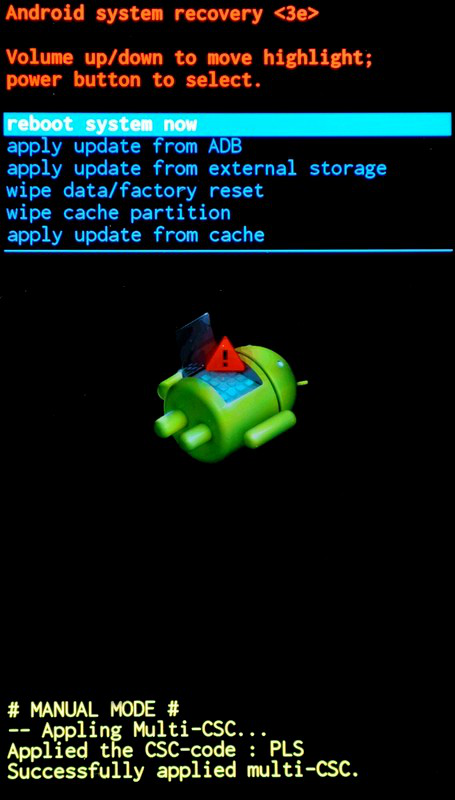 Android system recovery <3e>
Volume up/down to move highlight;
power button to select.
reboot system now
apply update from ADB
apply update from external storage
wipe data/factory reset
wipe cache partition
apply update from cache
# MANUAL MODE #
-- Appling Multi-CSC...
Applied the CSC-code : PLS
Successfully applied multi-CSC.